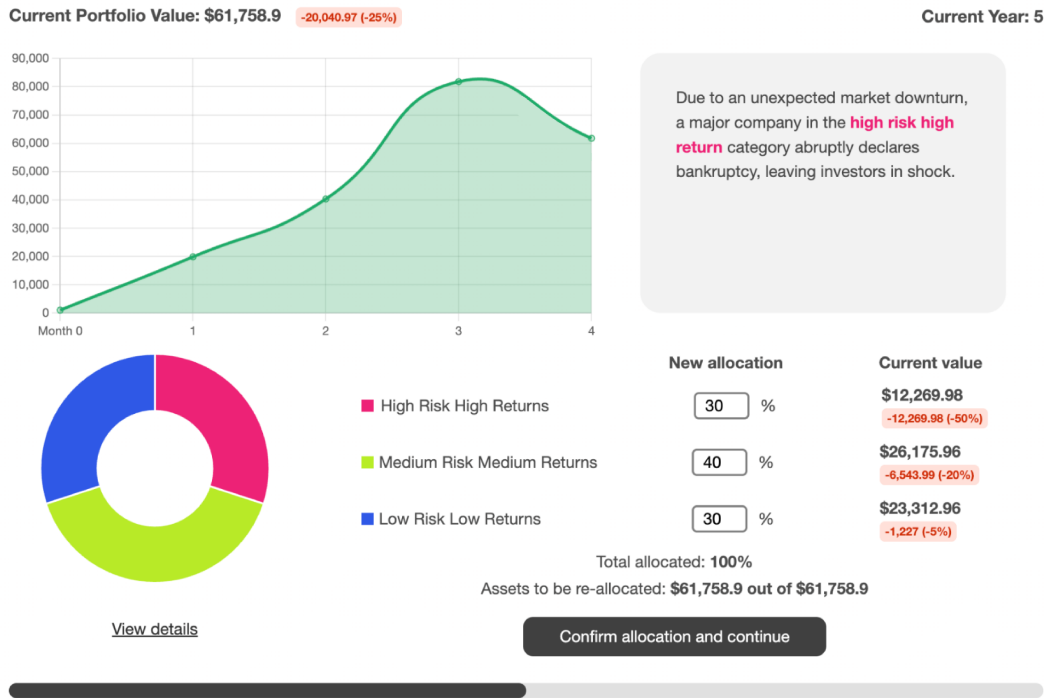 Current Portfolio Value: $61,758.9 -20,040.97 (-25%) Current Year: 5
90,000
80,000
70,000
60,000
50,000
40,000
30,000
20,000
10,000
0
Month 0 1 2 3 4
Due to an unexpected market downturn,
a major company in the high risk high
return category abruptly declares
bankruptcy, leaving investors in shock.
New allocation Current value
High Risk High Returns 30 % $12,269.98
-12,269.98 (-50%)
Medium Risk Medium Returns 40 % $26,175.96
-6,543.99 (-20%)
Low Risk Low Returns 30 % $23,312.96
-1,227 (-5%)
Total allocated: 100%
Assets to be re-allocated: $61,758.9 out of $61,758.9
View details
Confirm allocation and continue